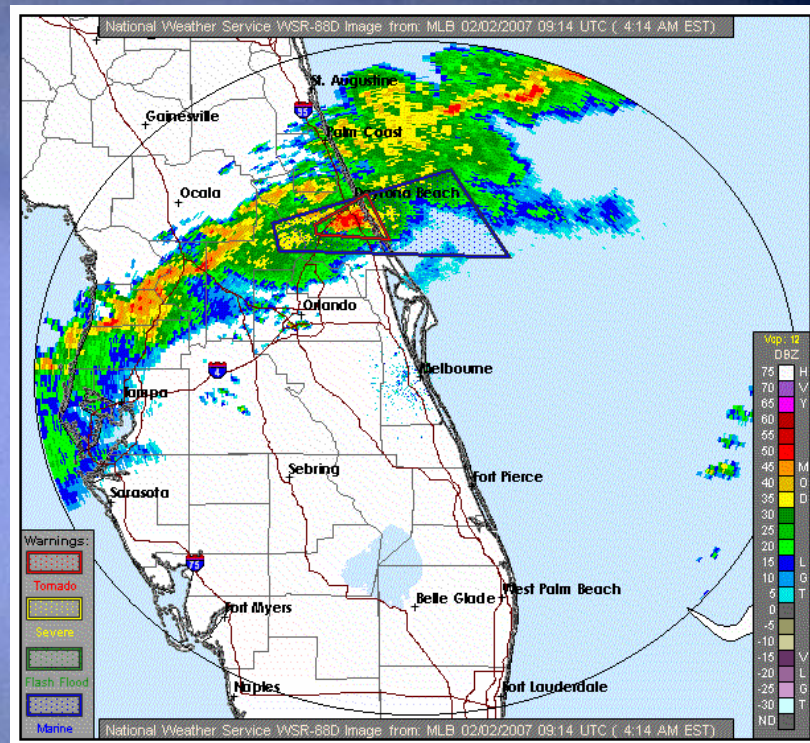 National Weather Service WSR-88D Image from: MLB 02/02/2007 09:14 UTC ( 4:14 AM EST)
St. Augustine
95
Gainesville
Palm Coast
Ocala
Daytona Beach
Orlando
4
Melbourne
Tampa
Sebring
Fort Pierce
Sarasota
75
West Palm Beach
Belle Glade
Fort Myers
Naples
Fort Lauderdale
Warnings:
Tornado
Severe
Flash Flood
Marine
Vcp: 12
DBZ
75 H
70 V
65 Y
60
55
50
45 M
40 O
35 D
30
25
20
15 L
10 G
5 T
0
-5
-10
-15 V
-20 L
-25 G
-30 T
ND
National Weather Service WSR-88D Image from: MLB 02/02/2007 09:14 UTC ( 4:14 AM EST)